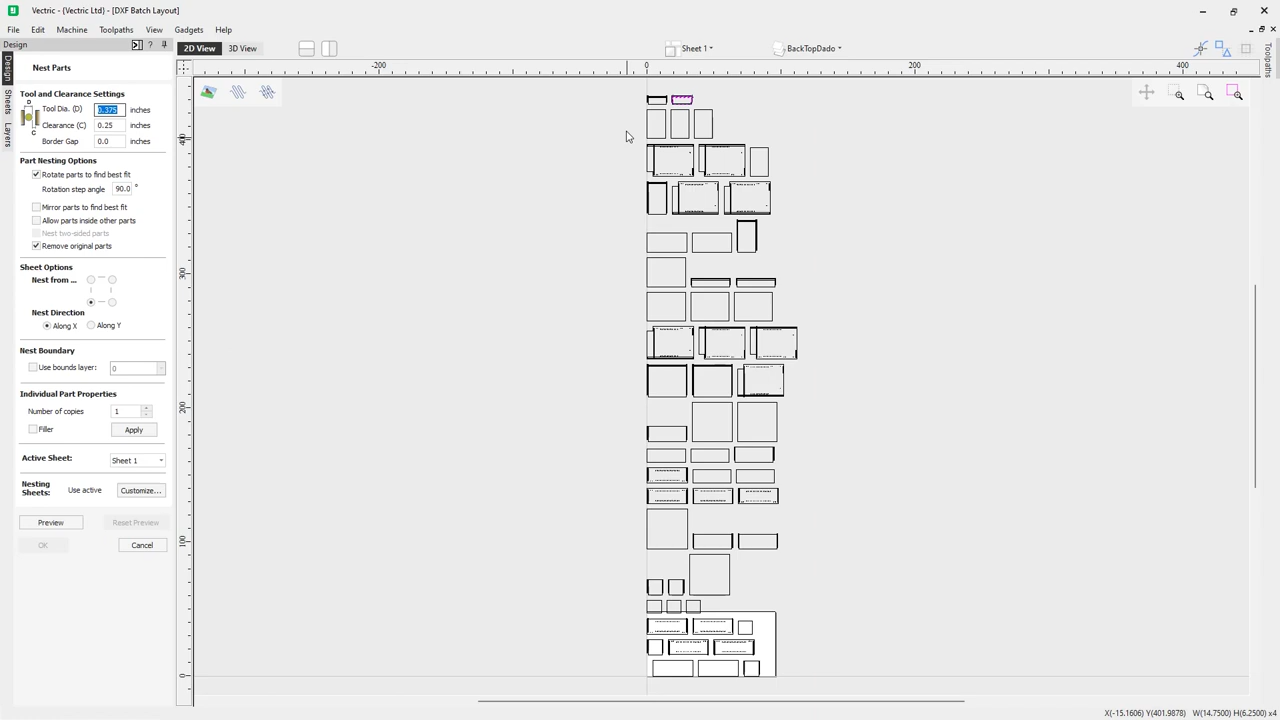 Vectric - {Vectric Ltd} - [DXF Batch Layout]
File Edit Machine Toolpaths View Gadgets Help
Design
2D View 3D View Sheet 1 BackTopDado
Design
Sheets
Layers
Toolpaths
Nest Parts
Tool and Clearance Settings
D
C
Tool Dia. (D) 0.375 inches
Clearance (C) 0.25 inches
Border Gap 0.0 inches
Part Nesting Options
Rotate parts to find best fit
Rotation step angle 90.0 °
Mirror parts to find best fit
Allow parts inside other parts
Nest two-sided parts
Remove original parts
Sheet Options
Nest from ...
Nest Direction
Along X Along Y
Nest Boundary
Use bounds layer: 0
Individual Part Properties
Number of copies 1
Filler Apply
Active Sheet: Sheet 1
Nesting Sheets: Use active Customize...
Preview Reset Preview
OK Cancel
-200 0 200 400
400
300
200
100
0
X(-15.1606) Y(401.9878) W(14.7500) H(6.2500) x4